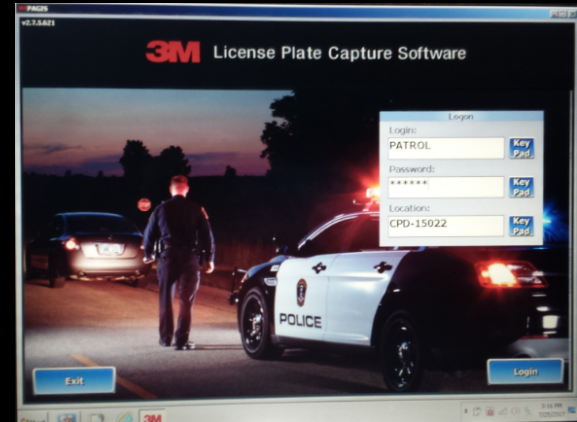 PAGIS
v2.7.5.621
3M License Plate Capture Software
Logon
Login:
PATROL
Key
Pad
Password:
******
Key
Pad
Location:
CPD-15022
Key
Pad
POLICE
Exit
Login
3M